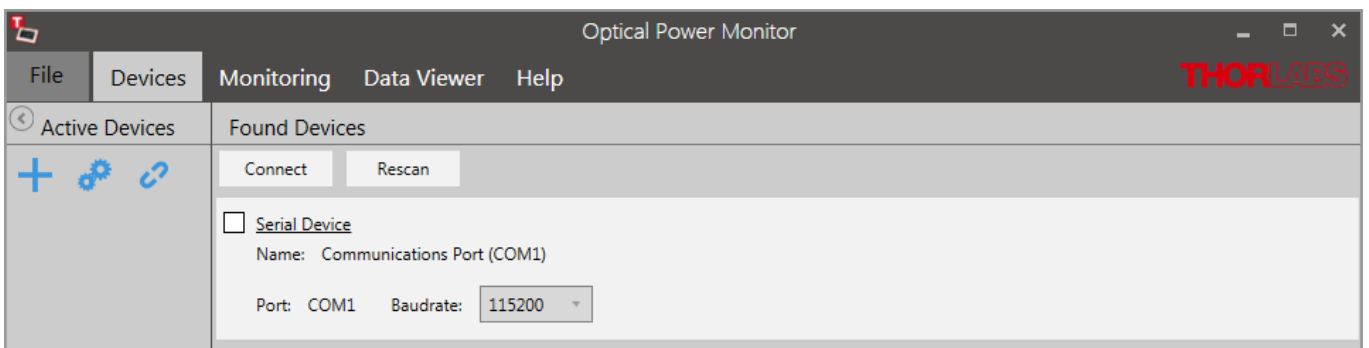 Optical Power Monitor
File Devices Monitoring Data Viewer Help
THORLABS
Active Devices
Found Devices
Connect Rescan
Serial Device
Name: Communications Port (COM1)
Port: COM1 Baudrate: 115200